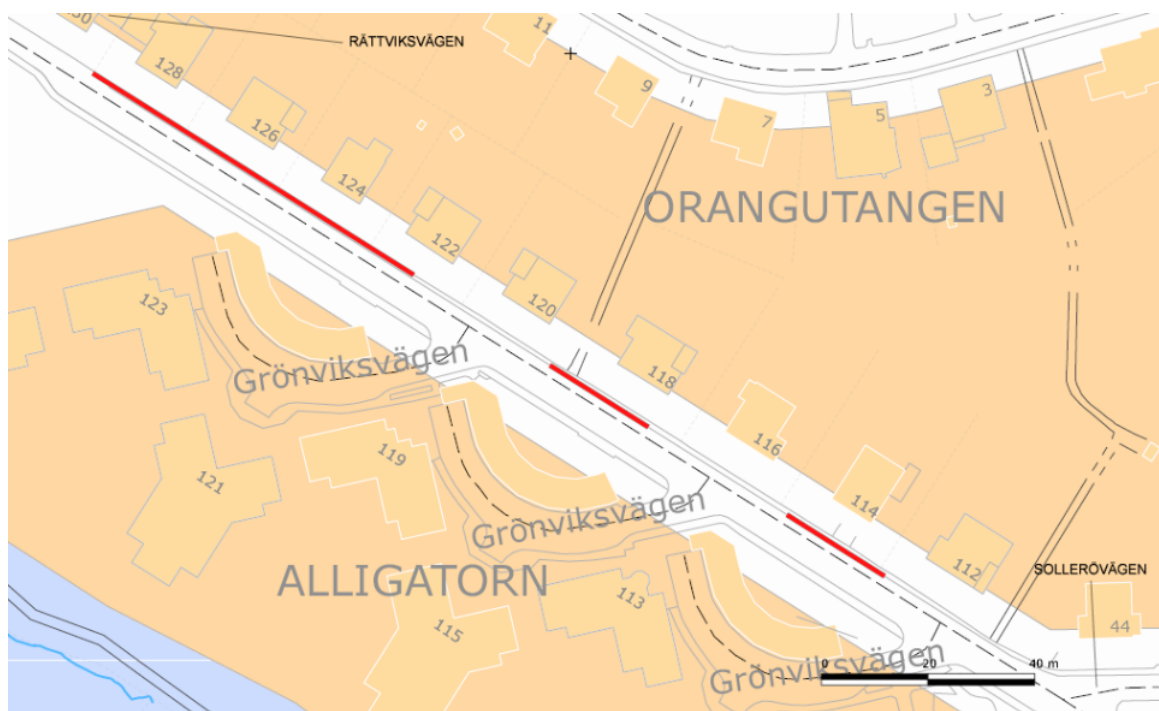 130
RÄTTVIKSVÄGEN
128
11
9
7
5
3
126
124
122
120
118
116
114
112
ORANGUTANGEN
123
Grönviksvägen
121
119
Grönviksvägen
ALLIGATORN
115
113
Grönviksvägen
SOLLERÖVÄGEN
44
0 20 40 m